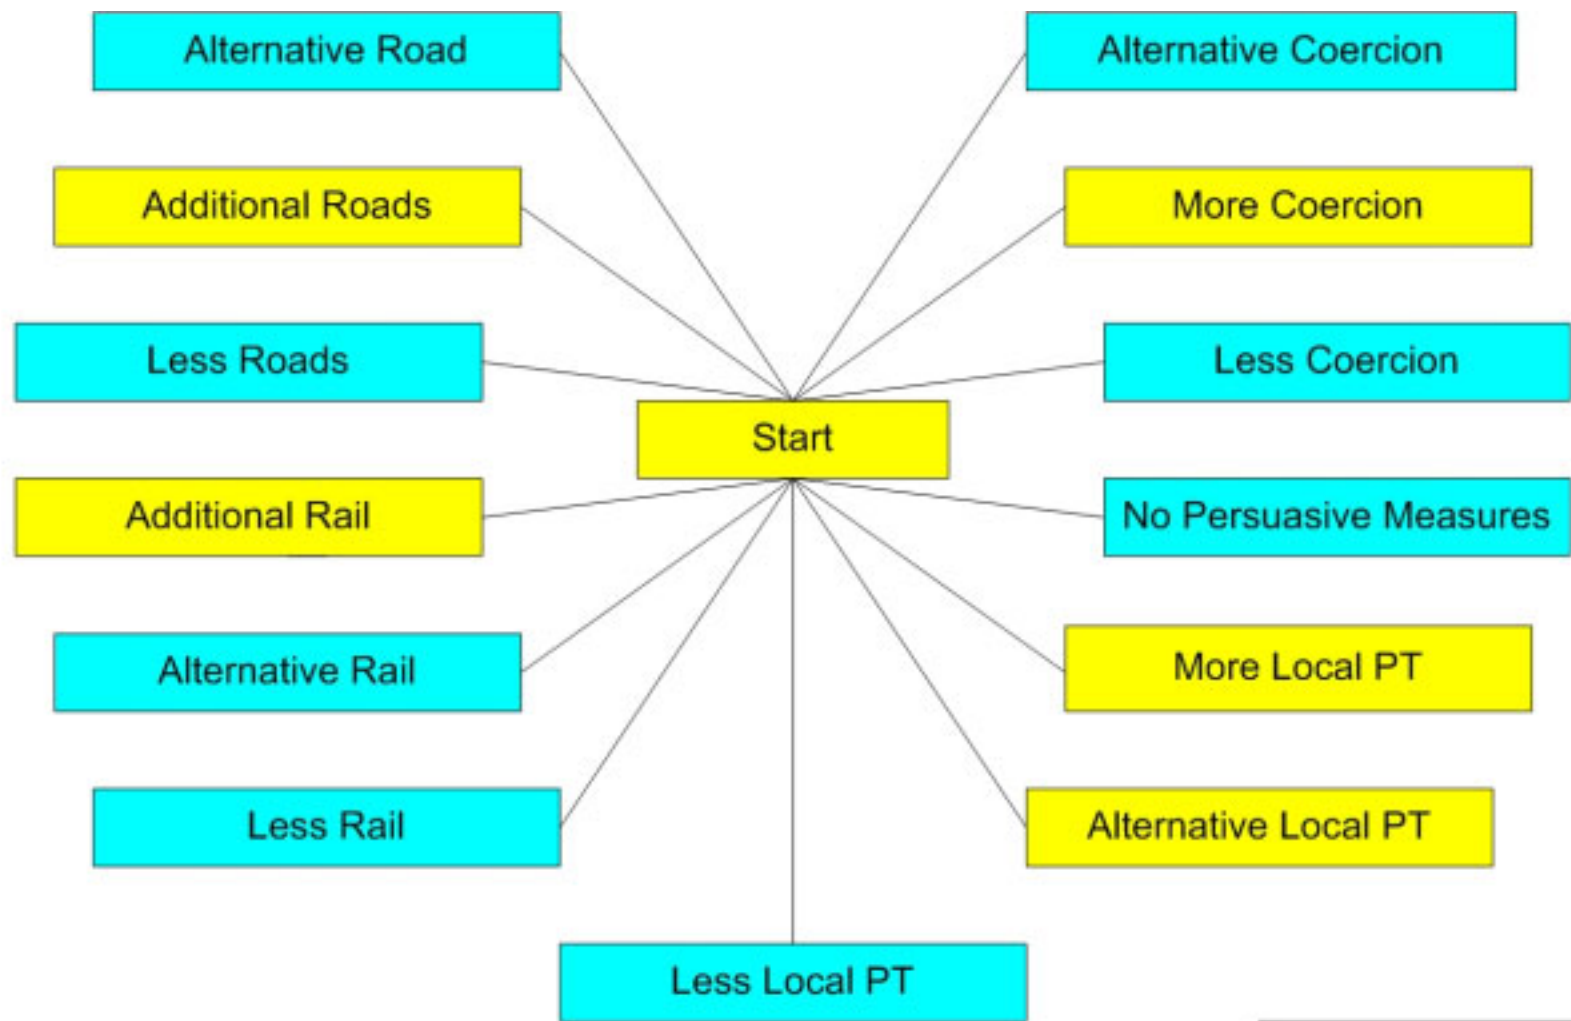 Alternative Road
Alternative Coercion
Additional Roads
More Coercion
Less Roads
Less Coercion
Start
Additional Rail
No Persuasive Measures
Alternative Rail
More Local PT
Less Rail
Alternative Local PT
Less Local PT